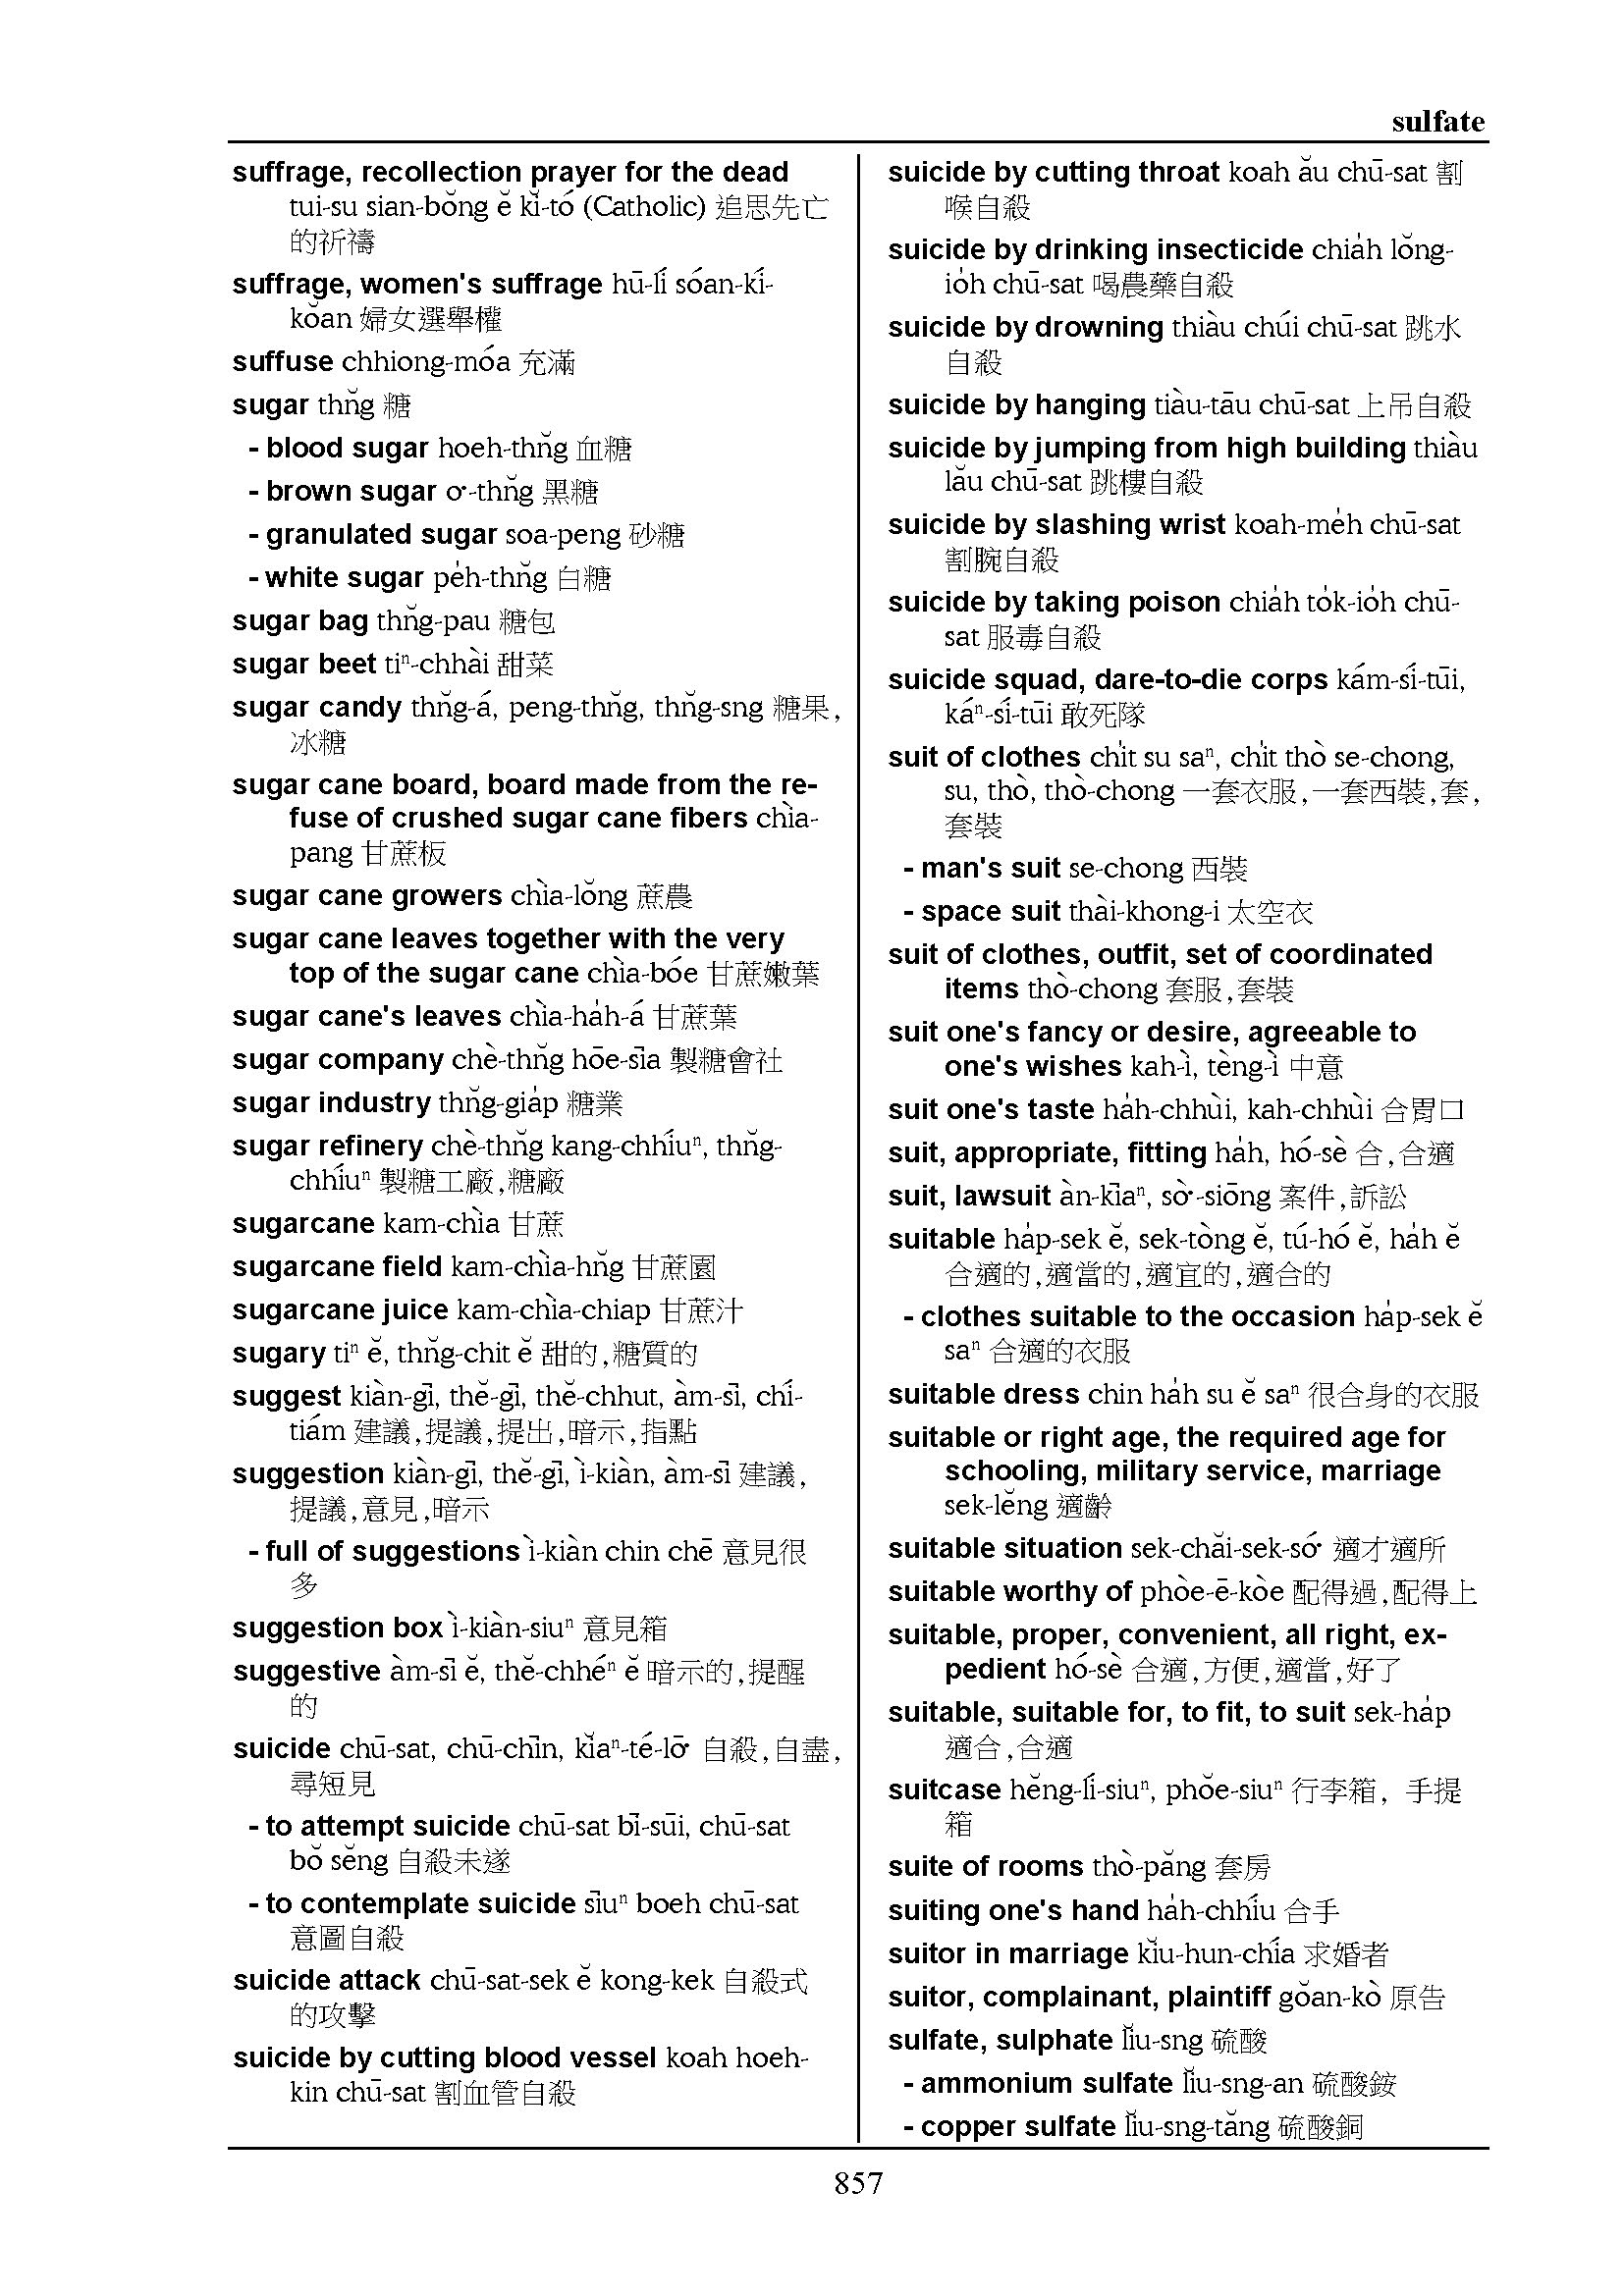 sulfate
suffrage, recollection prayer for the dead
tui-su sian-bŏng ĕ kĭ-tó (Catholic) 追思先亡
的祈禱
suffrage, women's suffrage hū-lí sóan-kí-
kŏan 婦女選舉權
suffuse chhiong-móa 充滿
sugar thn̆g 糖
- blood sugar hoeh-thn̆g 血糖
- brown sugar o͘-thn̆g 黑糖
- granulated sugar soa-peng 砂糖
- white sugar pe̍h-thn̆g 白糖
sugar bag thn̆g-pau 糖包
sugar beet tiⁿ-chhài 甜菜
sugar candy thn̆g-á, peng-thn̆g, thn̆g-sng 糖果,
冰糖
sugar cane board, board made from the re-
fuse of crushed sugar cane fibers chìa-
pang 甘蔗板
sugar cane growers chìa-lŏng 蔗農
sugar cane leaves together with the very
top of the sugar cane chìa-bóe 甘蔗嫩葉
sugar cane's leaves chìa-ha̍h-á 甘蔗葉
sugar company chè-thn̆g hōe-sīa 製糖會社
sugar industry thn̆g-gia̍p 糖業
sugar refinery chè-thn̆g kang-chhíuⁿ, thn̆g-
chhíuⁿ 製糖工廠,糖廠
sugarcane kam-chìa 甘蔗
sugarcane field kam-chìa-hn̆g 甘蔗園
sugarcane juice kam-chìa-chiap 甘蔗汁
sugary tiⁿ ĕ, thn̆g-chit ĕ 甜的,糖質的
suggest kiàn-gī, thĕ-gī, thĕ-chhut, àm-sī, chí-
tiám 建議,提議,提出,暗示,指點
suggestion kiàn-gī, thĕ-gī, ì-kiàn, àm-sī 建議,
提議,意見,暗示
- full of suggestions ì-kiàn chin chē 意見很
多
suggestion box ì-kiàn-siuⁿ 意見箱
suggestive àm-sī ĕ, thĕ-chhéⁿ ĕ 暗示的,提醒
的
suicide chū-sat, chū-chīn, kĭaⁿ-té-lō͘ 自殺,自盡,
尋短見
- to attempt suicide chū-sat bī-sūi, chū-sat
bŏ sĕng 自殺未遂
- to contemplate suicide sīuⁿ boeh chū-sat
意圖自殺
suicide attack chū-sat-sek ĕ kong-kek 自殺式
的攻擊
suicide by cutting blood vessel koah hoeh-
kin chū-sat 割血管自殺
suicide by cutting throat koah ău chū-sat 割
喉自殺
suicide by drinking insecticide chia̍h lŏng-
io̍h chū-sat 喝農藥自殺
suicide by drowning thiàu chúi chū-sat 跳水
自殺
suicide by hanging tiàu-tāu chū-sat 上吊自殺
suicide by jumping from high building thiàu
lău chū-sat 跳樓自殺
suicide by slashing wrist koah-me̍h chū-sat
割腕自殺
suicide by taking poison chia̍h to̍k-io̍h chū-
sat 服毒自殺
suicide squad, dare-to-die corps kám-sí-tūi,
káⁿ-sí-tūi 敢死隊
suit of clothes chi̍t su saⁿ, chi̍t thò se-chong,
su, thò, thò-chong 一套衣服,一套西裝,套,
套裝
- man's suit se-chong 西裝
- space suit thài-khong-i 太空衣
suit of clothes, outfit, set of coordinated
items thò-chong 套服,套裝
suit one's fancy or desire, agreeable to
one's wishes kah-ì, tèng-ì 中意
suit one's taste ha̍h-chhùi, kah-chhùi 合胃口
suit, appropriate, fitting ha̍h, hó-sè 合,合適
suit, lawsuit àn-kīaⁿ, sò͘-siōng 案件,訴訟
suitable ha̍p-sek ĕ, sek-tòng ĕ, tú-hó ĕ, ha̍h ĕ
合適的,適當的,適宜的,適合的
- clothes suitable to the occasion ha̍p-sek ĕ
saⁿ 合適的衣服
suitable dress chin ha̍h su ĕ saⁿ 很合身的衣服
suitable or right age, the required age for
schooling, military service, marriage
sek-lĕng 適齡
suitable situation sek-chăi-sek-só͘ 適才適所
suitable worthy of phòe-ē-kòe 配得過,配得上
suitable, proper, convenient, all right, ex-
pedient hó-sè 合適,方便,適當,好了
suitable, suitable for, to fit, to suit sek-ha̍p
適合,合適
suitcase hĕng-lí-siuⁿ, phŏe-siuⁿ 行李箱, 手提
箱
suite of rooms thò-păng 套房
suiting one's hand ha̍h-chhíu 合手
suitor in marriage kĭu-hun-chía 求婚者
suitor, complainant, plaintiff gŏan-kò 原告
sulfate, sulphate lĭu-sng 硫酸
- ammonium sulfate lĭu-sng-an 硫酸銨
- copper sulfate lĭu-sng-tăng 硫酸銅
857